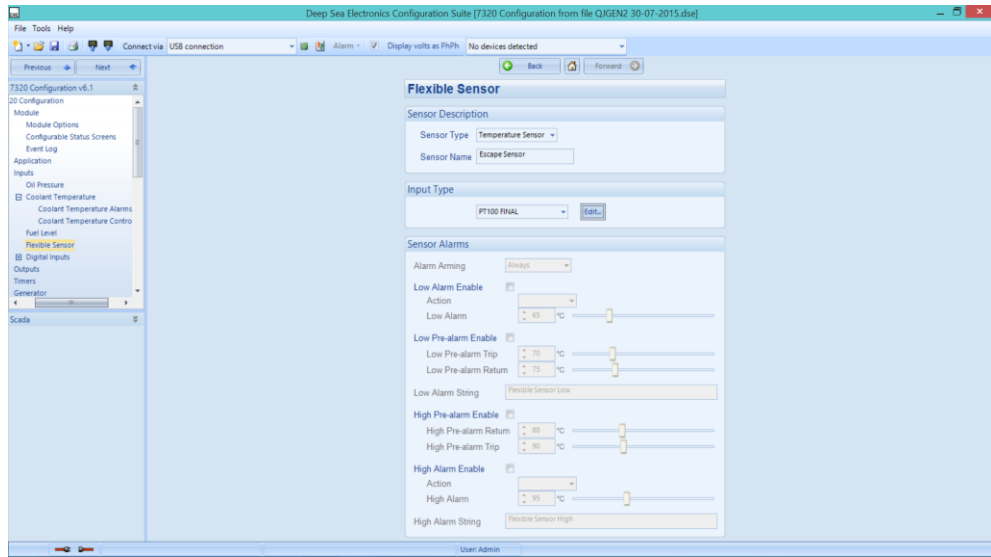 Deep Sea Electronics Configuration Suite [7320 Configuration from file QJGEN2 30-07-2015.dse]
File Tools Help
Connect via USB connection Alarm Display volts as PhPh No devices detected
Previous Next Back Forward
7320 Configuration v6.1
20 Configuration
Module
Module Options
Configurable Status Screens
Event Log
Application
Inputs
Oil Pressure
Coolant Temperature
Coolant Temperature Alarms
Coolant Temperature Contro
Fuel Level
Flexible Sensor
Digital Inputs
Outputs
Timers
Generator
Scada
Flexible Sensor
Sensor Description
Sensor Type Temperature Sensor
Sensor Name Escape Sensor
Input Type
PT100 FINAL Edit...
Sensor Alarms
Alarm Arming Always
Low Alarm Enable
Action
Low Alarm 65 °C
Low Pre-alarm Enable
Low Pre-alarm Trip 70 °C
Low Pre-alarm Return 75 °C
Low Alarm String Flexible Sensor Low
High Pre-alarm Enable
High Pre-alarm Return 88 °C
High Pre-alarm Trip 90 °C
High Alarm Enable
Action
High Alarm 95 °C
High Alarm String Flexible Sensor High
User: Admin